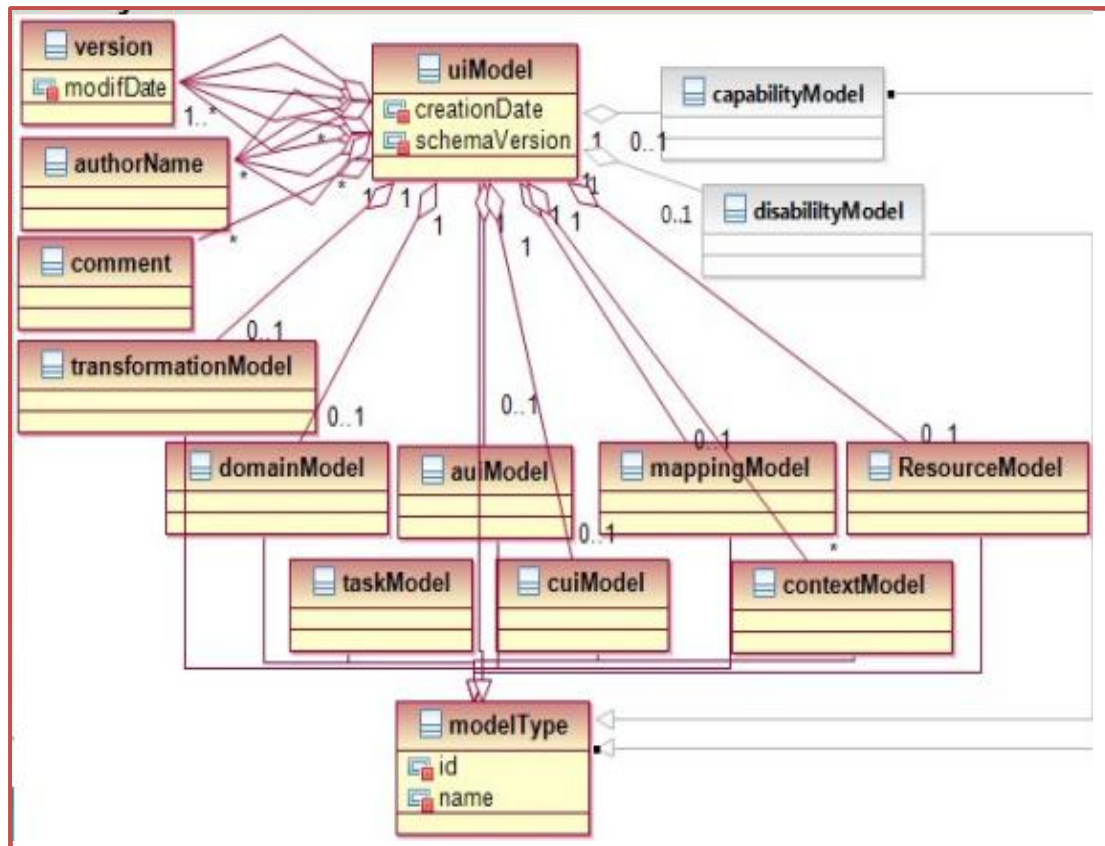 version
modifDate
1..*
uiModel
creationDate
schemaVersion
capabilityModel
0..1
1
authorName
*
*
*
disabililtyModel
0..1
comment
*
1
1
1
1
1
1
1
1
1
transformationModel
0..1
0..1
0..1
0..1
0..1
domainModel
auiModel
mappingModel
ResourceModel
0..1
*
taskModel
cuiModel
contextModel
modelType
id
name